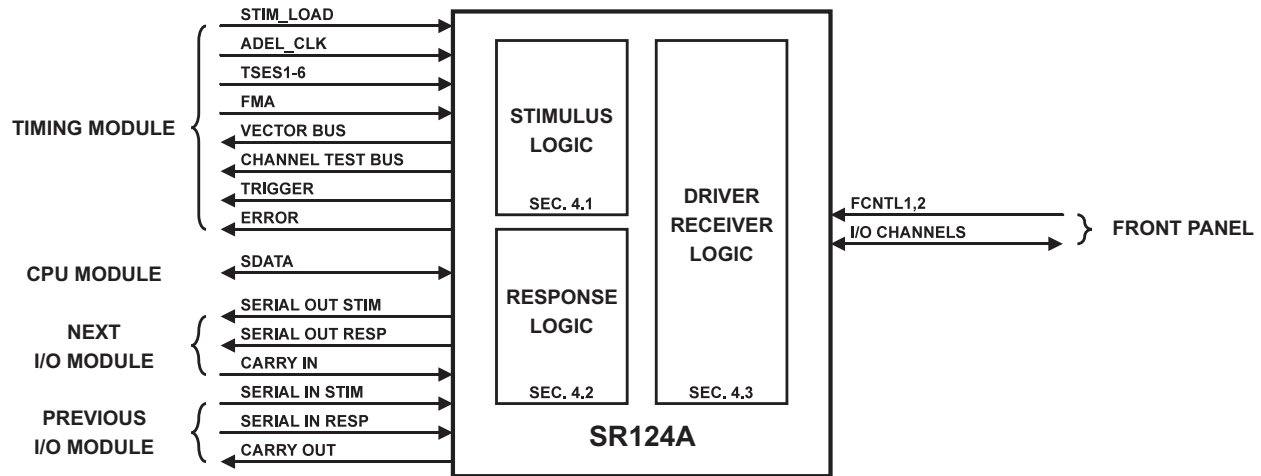 STIM_LOAD
ADEL_CLK
TSES1-6
FMA
TIMING MODULE
VECTOR BUS
CHANNEL TEST BUS
TRIGGER
ERROR
CPU MODULE
SDATA
NEXT
I/O MODULE
SERIAL OUT STIM
SERIAL OUT RESP
CARRY IN
PREVIOUS
I/O MODULE
SERIAL IN STIM
SERIAL IN RESP
CARRY OUT
STIMULUS
LOGIC
SEC. 4.1
RESPONSE
LOGIC
SEC. 4.2
DRIVER
RECEIVER
LOGIC
SEC. 4.3
SR124A
FCNTL1,2
I/O CHANNELS
FRONT PANEL